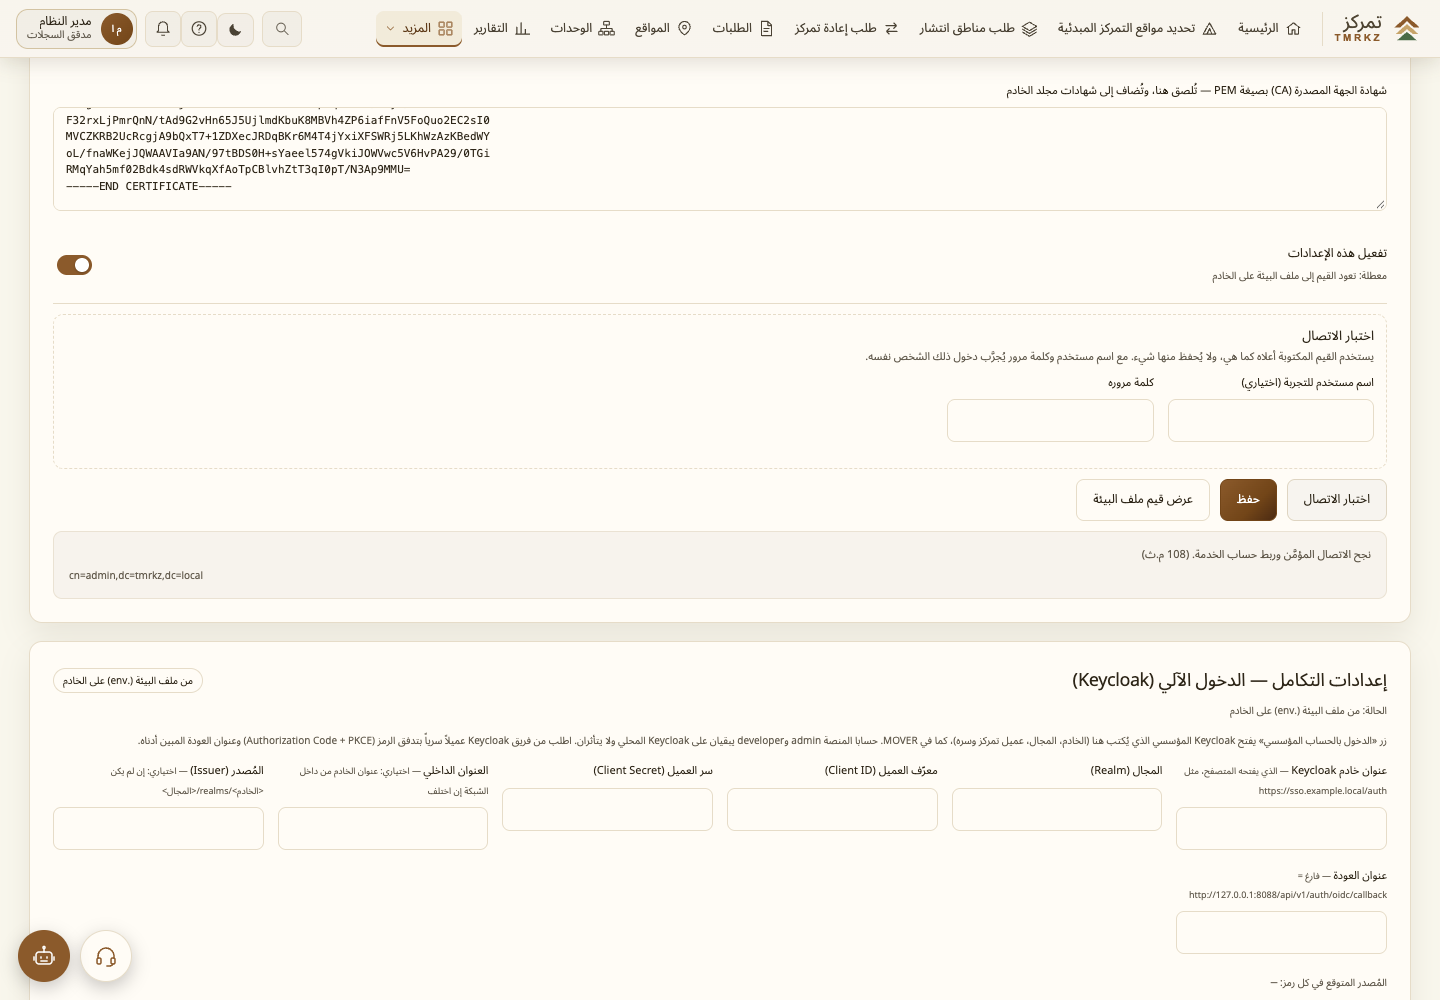 تمركز
TMRKZ
الرئيسية
تحديد مواقع التمركز المبدئية
طلب مناطق انتشار
طلب إعادة تمركز
الطلبات
المواقع
الوحدات
التقارير
المزيد
م ا
مدير النظام
مدقق السجلات
شهادة الجهة المصدرة (CA) بصيغة PEM — تُلصق هنا، وتُضاف إلى شهادات مجلد الخادم
F32rxLjPmrQnN/tAd9G2vHn65J5UjlmdKbuK8MBVh4ZP6iafFnV5FoQuo2EC2sI0
MVCZKRB2UcRcgjA9bQxT7+1ZDXecJRDqBKr6M4T4jYxiXFSWRj5LKhWzAzKBedWY
oL/fnaWKejJQWAAVIa9AN/97tBDS0H+sYaeel574gVkiJOWVwc5V6HvPA29/0TGi
RMqYah5mf02Bdk4sdRWVkqXfAoTpCBlvhZtT3qI0pT/N3Ap9MMU=
-----END CERTIFICATE-----
تفعيل هذه الإعدادات
معطلة: تعود القيم إلى ملف البيئة على الخادم
اختبار الاتصال
يستخدم القيم المكتوبة أعلاه كما هي، ولا يُحفظ منها شيء. مع اسم مستخدم وكلمة مرور يُجرَّب دخول ذلك الشخص نفسه.
اسم مستخدم للتجربة (اختياري)
كلمة مروره
اختبار الاتصال
حفظ
عرض قيم ملف البيئة
نجح الاتصال المؤمَّن وربط حساب الخدمة. (108 م.ث)
cn=admin,dc=tmrkz,dc=local
إعدادات التكامل — الدخول الآلي (Keycloak)
من ملف البيئة (.env) على الخادم
الحالة: من ملف البيئة (.env) على الخادم
زر «الدخول بالحساب المؤسسي» يفتح Keycloak المؤسسي الذي يُكتب هنا (الخادم، المجال، عميل تمركز وسره)، كما في MOVER. حسابا المنصة admin وdeveloper يبقيان على Keycloak المحلي ولا يتأثران. اطلب من فريق Keycloak عميلاً سرياً بتدفق الرمز (Authorization Code + PKCE) وعنوان العودة المبين أدناه.
عنوان خادم Keycloak — الذي يفتحه المتصفح، مثل
https://sso.example.local/auth
المجال (Realm)
معرّف العميل (Client ID)
سر العميل (Client Secret)
العنوان الداخلي — اختياري: عنوان الخادم من داخل
الشبكة إن اختلف
المُصدر (Issuer) — اختياري: إن لم يكن
<الخادم>/realms/<المجال>
عنوان العودة — فارغ =
http://127.0.0.1:8088/api/v1/auth/oidc/callback
المُصدر المتوقع في كل رمز: —